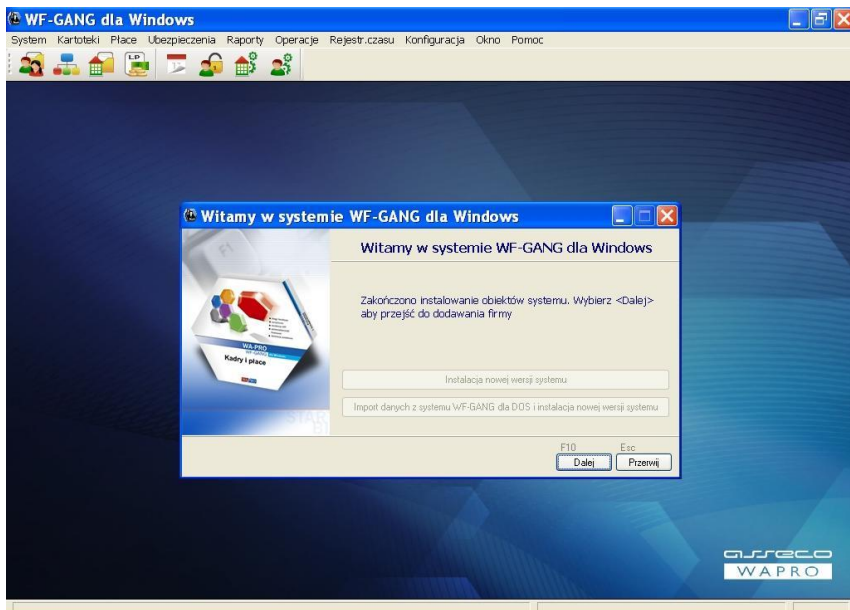 WF-GANG dla Windows
System Kartoteki Płace Ubezpieczenia Raporty Operacje Rejestr.czasu Konfiguracja Okno Pomoc
LP
Witamy w systemie WF-GANG dla Windows
Witamy w systemie WF-GANG dla Windows
Zakończono instalowanie obiektów systemu. Wybierz <Dalej>
aby przejść do dodawania firmy
F1
WA-PRO
Kadry i płace
Instalacja nowej wersji systemu
Import danych z systemu WF-GANG dla DOS i instalacja nowej wersji systemu
F10 Esc
Dalej Przerwij
asseco
WAPRO